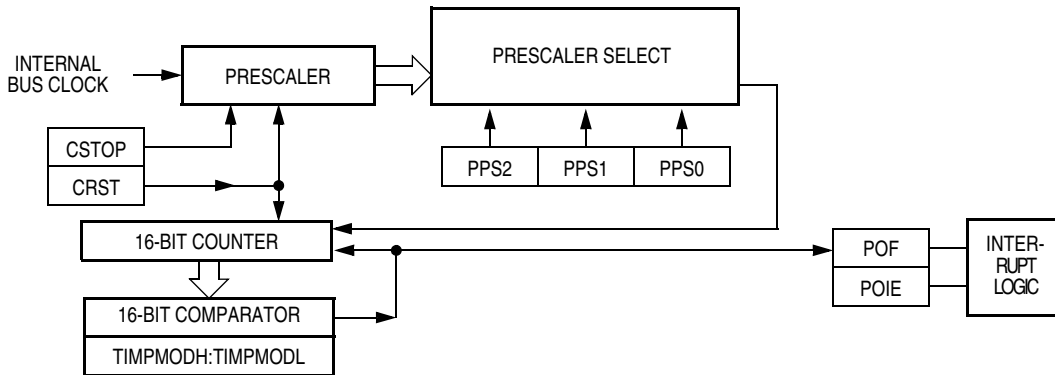 INTERNAL
BUS CLOCK
PRESCALER
PRESCALER SELECT
CSTOP
CRST
PPS2
PPS1
PPS0
16-BIT COUNTER
16-BIT COMPARATOR
TIMPMODH:TIMPMODL
POF
POIE
INTER-
RUPT
LOGIC